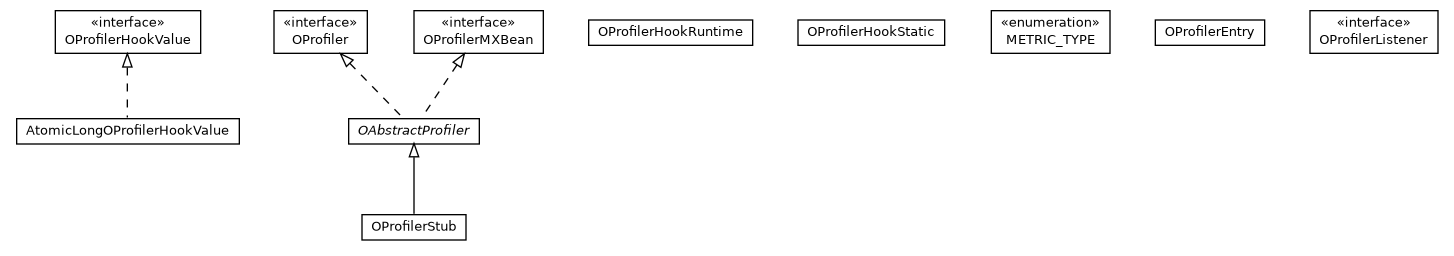 «interface»
OProfilerHookValue
«interface»
OProfiler
«interface»
OProfilerMXBean
OProfilerHookRuntime
OProfilerHookStatic
«enumeration»
METRIC_TYPE
OProfilerEntry
«interface»
OProfilerListener
AtomicLongOProfilerHookValue
OAbstractProfiler
OProfilerStub